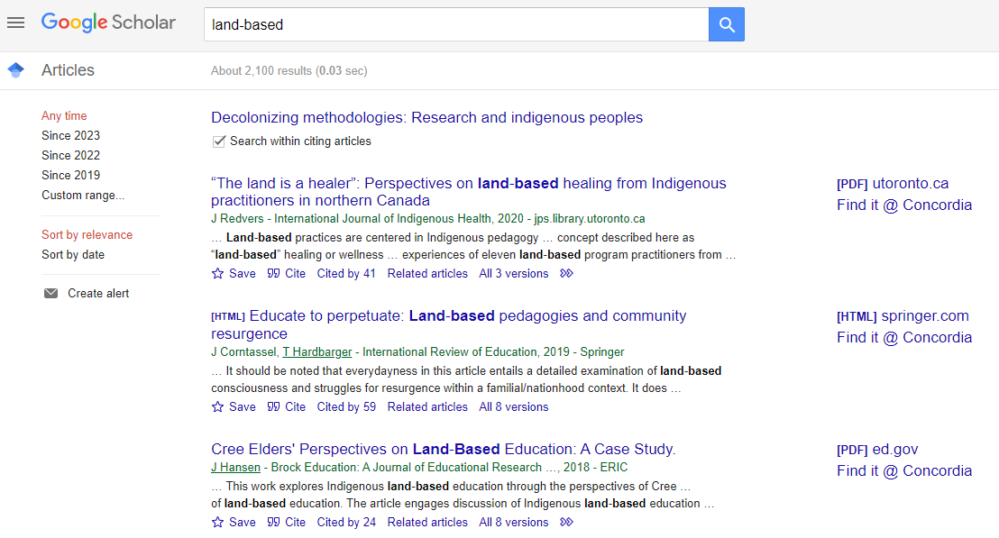 Google Scholar
land-based
Articles
About 2,100 results (0.03 sec)
Any time
Since 2023
Since 2022
Since 2019
Custom range...
Sort by relevance
Sort by date
Create alert
Decolonizing methodologies: Research and indigenous peoples
Search within citing articles
“The land is a healer”: Perspectives on land-based healing from Indigenous
practitioners in northern Canada
J Redvers - International Journal of Indigenous Health, 2020 - jps.library.utoronto.ca
… Land-based practices are centered in Indigenous pedagogy … concept described here as
“land-based” healing or wellness … experiences of eleven land-based program practitioners from …
Save Cite Cited by 41 Related articles All 3 versions
[PDF] utoronto.ca
Find it @ Concordia
[HTML] Educate to perpetuate: Land-based pedagogies and community
resurgence
J Corntassel, T Hardbarger - International Review of Education, 2019 - Springer
… It should be noted that everydayness in this article entails a detailed examination of land-based
consciousness and struggles for resurgence within a familial/nationhood context. It does …
Save Cite Cited by 59 Related articles All 8 versions
[HTML] springer.com
Find it @ Concordia
Cree Elders' Perspectives on Land-Based Education: A Case Study.
J Hansen - Brock Education: A Journal of Educational Research …, 2018 - ERIC
… This work explores Indigenous land-based education through the perspectives of Cree …
of land-based education. The article engages discussion of Indigenous land-based education …
Save Cite Cited by 24 Related articles All 8 versions
[PDF] ed.gov
Find it @ Concordia